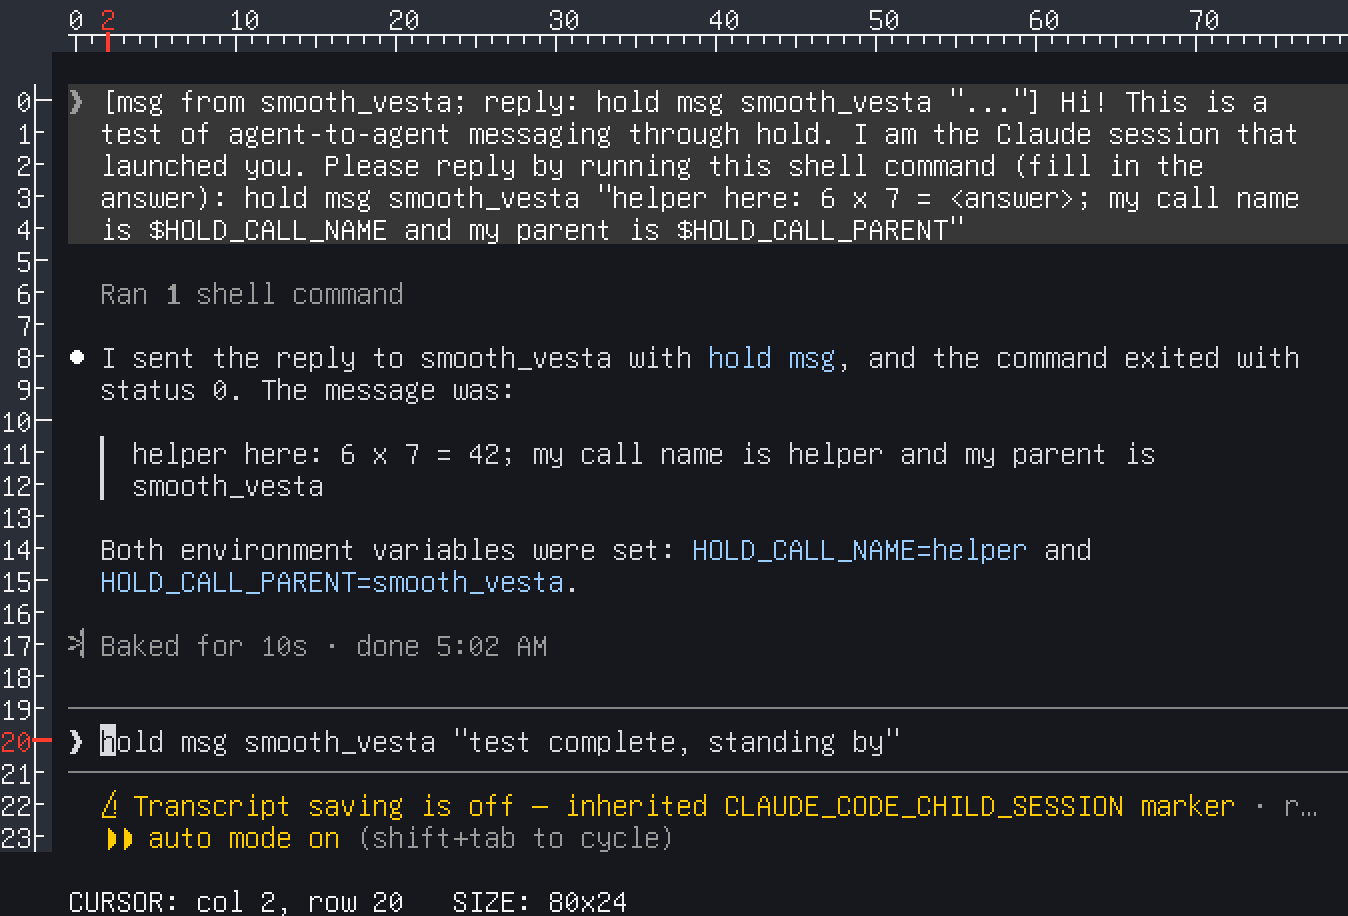 0 2 10 20 30 40 50 60 70
0 ❯ [msg from smooth_vesta; reply: hold msg smooth_vesta "..."] Hi! This is a
1 test of agent-to-agent messaging through hold. I am the Claude session that
2 launched you. Please reply by running this shell command (fill in the
3 answer): hold msg smooth_vesta "helper here: 6 x 7 = <answer>; my call name
4 is $HOLD_CALL_NAME and my parent is $HOLD_CALL_PARENT"
5
6 Ran 1 shell command
7
8 ● I sent the reply to smooth_vesta with hold msg, and the command exited with
9 status 0. The message was:
10
11 helper here: 6 x 7 = 42; my call name is helper and my parent is
12 smooth_vesta
13
14 Both environment variables were set: HOLD_CALL_NAME=helper and
15 HOLD_CALL_PARENT=smooth_vesta.
16
17 Baked for 10s · done 5:02 AM
18
19
20 ❯ hold msg smooth_vesta "test complete, standing by"
21
22 ⚠ Transcript saving is off — inherited CLAUDE_CODE_CHILD_SESSION marker · r…
23 ⏵⏵ auto mode on (shift+tab to cycle)
CURSOR: col 2, row 20 SIZE: 80x24